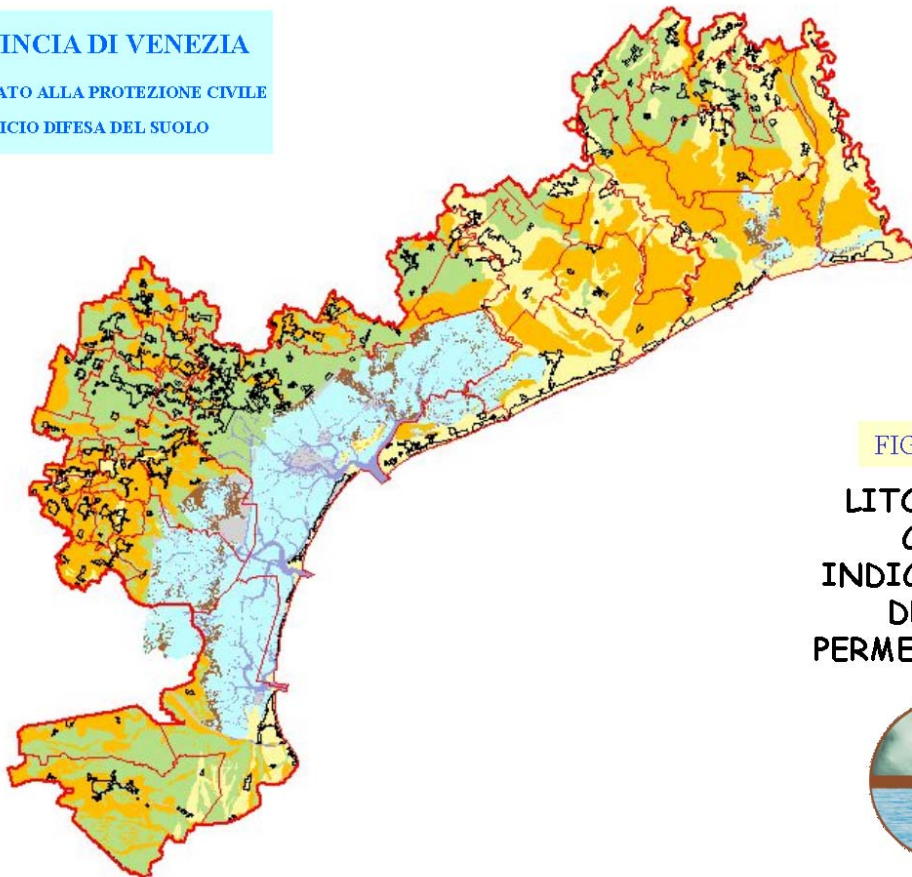 INCIA DI VENEZIA
ATO ALLA PROTEZIONE CIVILE
ICIO DIFESA DEL SUOLO
FIG
LITO
INDIC
DI
PERME